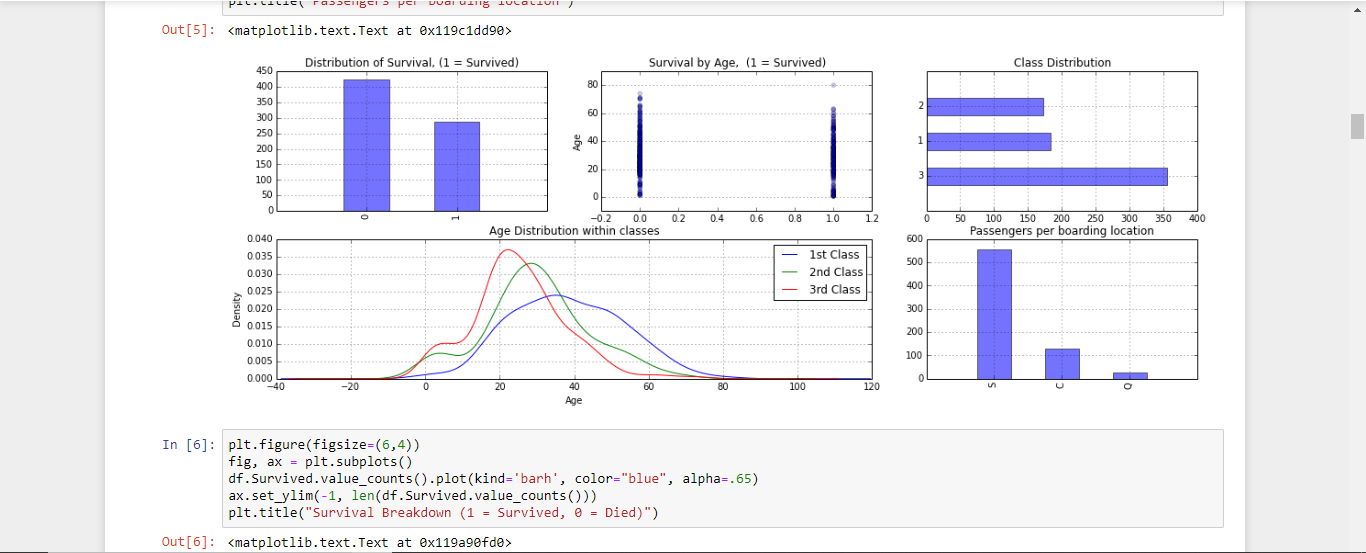 plt.title("Passengers per boarding location")
Out[5]: <matplotlib.text.Text at 0x119c1dd90>
Distribution of Survival, (1 = Survived)
450
400
350
300
250
200
150
100
50
0
0
1
Survival by Age,  (1 = Survived)
Age
80
60
40
20
0
−0.2 0.0 0.2 0.4 0.6 0.8 1.0 1.2
Class Distribution
2
1
3
0 50 100 150 200 250 300 350 400
Age Distribution within classes
Density
0.040
0.035
0.030
0.025
0.020
0.015
0.010
0.005
0.000
−40 −20 0 20 40 60 80 100 120
Age
1st Class
2nd Class
3rd Class
Passengers per boarding location
600
500
400
300
200
100
0
S
C
Q
In [6]: plt.figure(figsize=(6,4))
fig, ax = plt.subplots()
df.Survived.value_counts().plot(kind='barh', color="blue", alpha=.65)
ax.set_ylim(-1, len(df.Survived.value_counts()))
plt.title("Survival Breakdown (1 = Survived, 0 = Died)")
Out[6]: <matplotlib.text.Text at 0x119a90fd0>